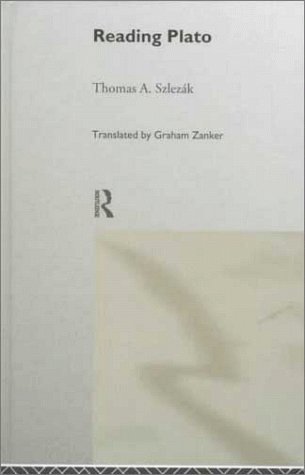 Reading Plato
Thomas A. Szlezák
Translated by Graham Zanker
R
ROUTLEDGE